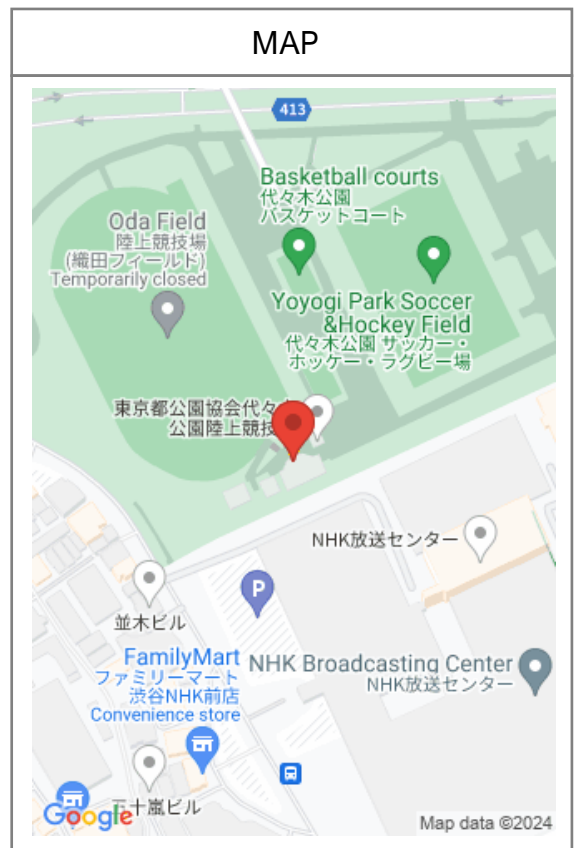 MAP
413
Basketball courts
代々木公園
バスケットコート
Oda Field
陸上競技場
(織田フィールド)
Temporarily closed
Yoyogi Park Soccer
&Hockey Field
代々木公園 サッカー・
ホッケー・ラグビー場
東京都公園協会代々
公園陸上競技
NHK放送センター
P
並木ビル
FamilyMart
ファミリーマート
渋谷NHK前店
Convenience store
NHK Broadcasting Center
NHK放送センター
十嵐ビル
Google
Map data ©2024